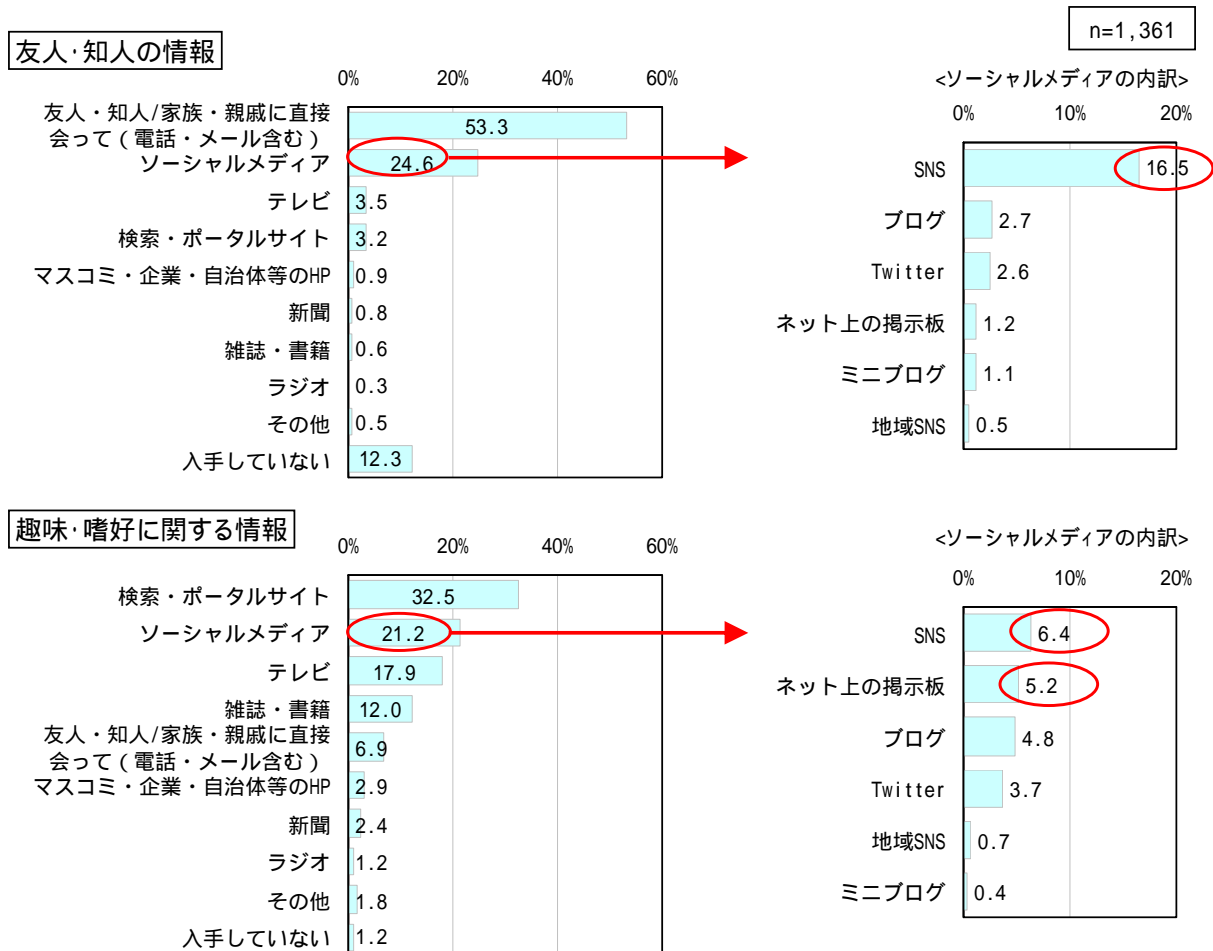 n=1,361
友人･知人の情報
0% 20% 40% 60%
友人・知人/家族・親戚に直接
会って（電話・メール含む） 53.3
ソーシャルメディア 24.6
テレビ 3.5
検索・ポータルサイト 3.2
マスコミ・企業・自治体等のHP 0.9
新聞 0.8
雑誌・書籍 0.6
ラジオ 0.3
その他 0.5
入手していない 12.3
<ソーシャルメディアの内訳>
0% 10% 20%
SNS 16.5
ブログ 2.7
Twitter 2.6
ネット上の掲示板 1.2
ミニブログ 1.1
地域SNS 0.5
趣味･嗜好に関する情報
0% 20% 40% 60%
検索・ポータルサイト 32.5
ソーシャルメディア 21.2
テレビ 17.9
雑誌・書籍 12.0
友人・知人/家族・親戚に直接
会って（電話・メール含む） 6.9
マスコミ・企業・自治体等のHP 2.9
新聞 2.4
ラジオ 1.2
その他 1.8
入手していない 1.2
<ソーシャルメディアの内訳>
0% 10% 20%
SNS 6.4
ネット上の掲示板 5.2
ブログ 4.8
Twitter 3.7
地域SNS 0.7
ミニブログ 0.4